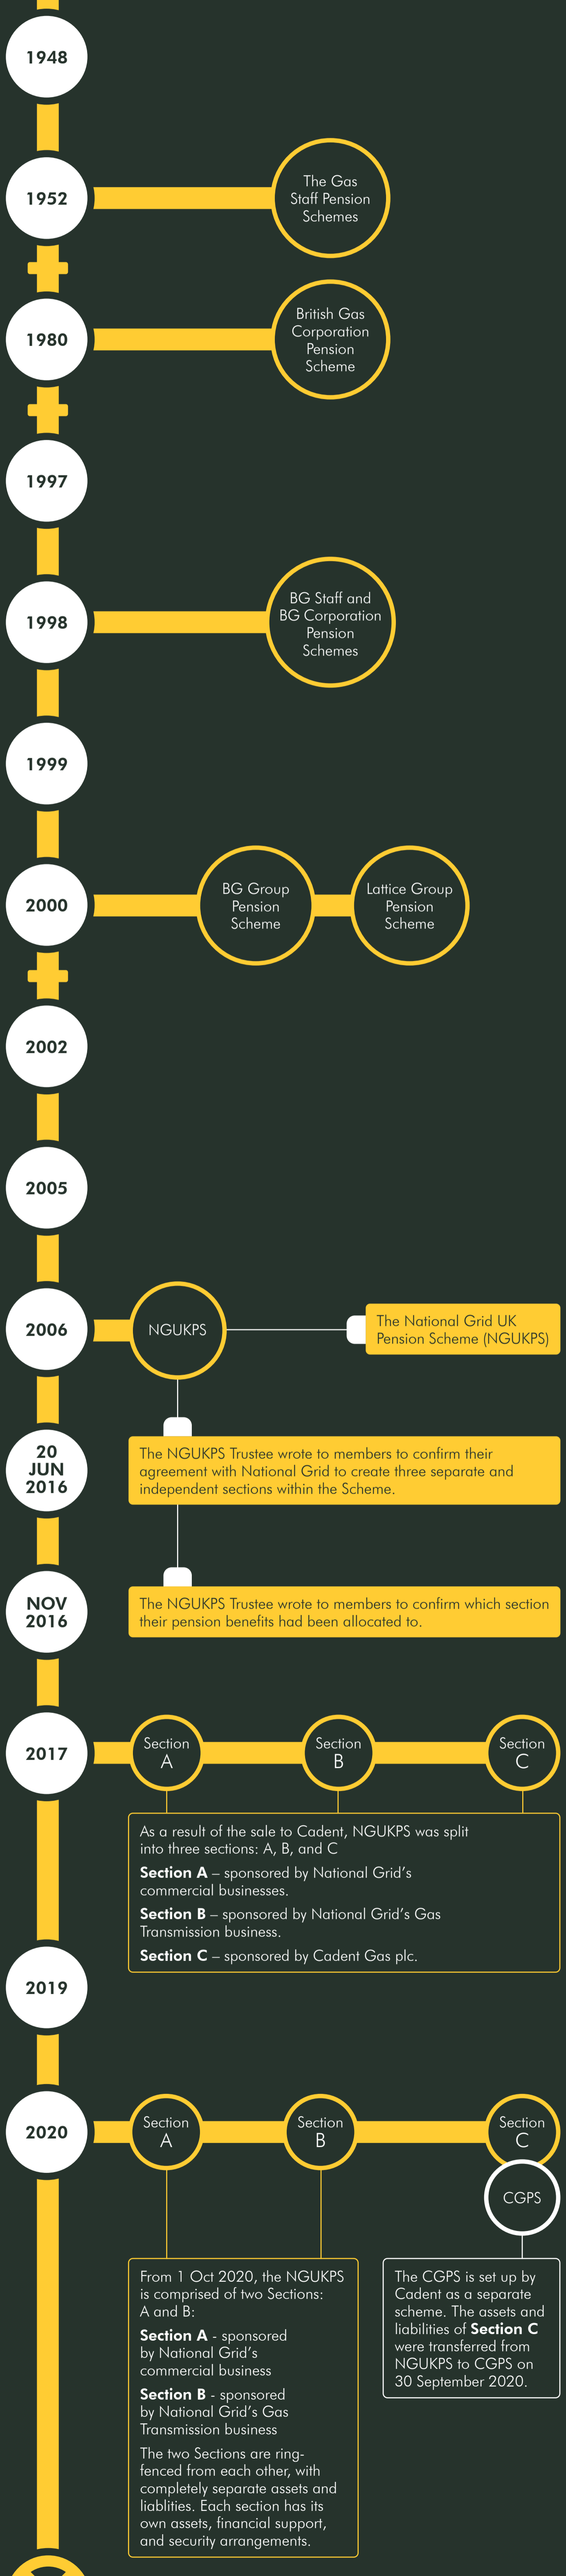 1948
1952
The Gas
Staff Pension
Schemes
1980
British Gas
Corporation
Pension
Scheme
1997
1998
BG Staff and
BG Corporation
Pension
Schemes
1999
2000
BG Group
Pension
Scheme
Lattice Group
Pension
Scheme
2002
2005
2006
NGUKPS
The National Grid UK
Pension Scheme (NGUKPS)
20
JUN
2016
The NGUKPS Trustee wrote to members to confirm their
agreement with National Grid to create three separate and
independent sections within the Scheme.
NOV
2016
The NGUKPS Trustee wrote to members to confirm which section
their pension benefits had been allocated to.
2017
Section
A
Section
B
Section
C
As a result of the sale to Cadent, NGUKPS was split
into three sections: A, B, and C
Section A – sponsored by National Grid’s
commercial businesses.
Section B – sponsored by National Grid’s Gas
Transmission business.
Section C – sponsored by Cadent Gas plc.
2019
2020
Section
A
Section
B
Section
C
CGPS
From 1 Oct 2020, the NGUKPS
is comprised of two Sections:
A and B:
Section A - sponsored
by National Grid’s
commercial business
Section B - sponsored
by National Grid’s Gas
Transmission business
The two Sections are ring-
fenced from each other, with
completely separate assets and
liablities. Each section has its
own assets, financial support,
and security arrangements.
The CGPS is set up by
Cadent as a separate
scheme. The assets and
liabilities of Section C
were transferred from
NGUKPS to CGPS on
30 September 2020.